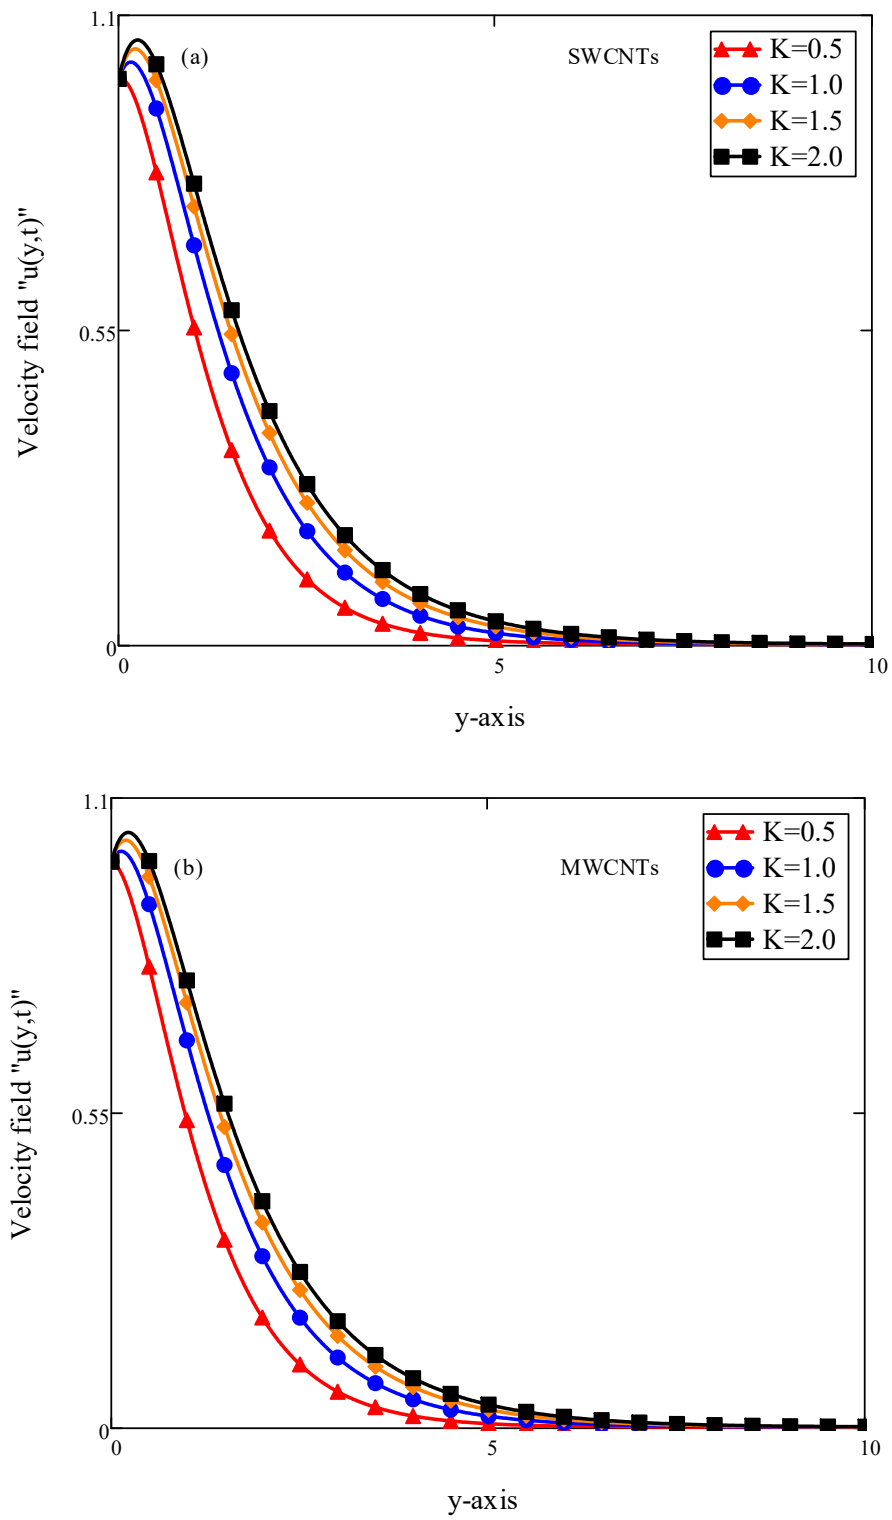 1.1
(a)
SWCNTs
K=0.5
K=1.0
K=1.5
K=2.0
Velocity field "u(y,t)"
0.55
0
0
5
10
y-axis
1.1
(b)
MWCNTs
K=0.5
K=1.0
K=1.5
K=2.0
Velocity field "u(y,t)"
0.55
0
0
5
10
y-axis